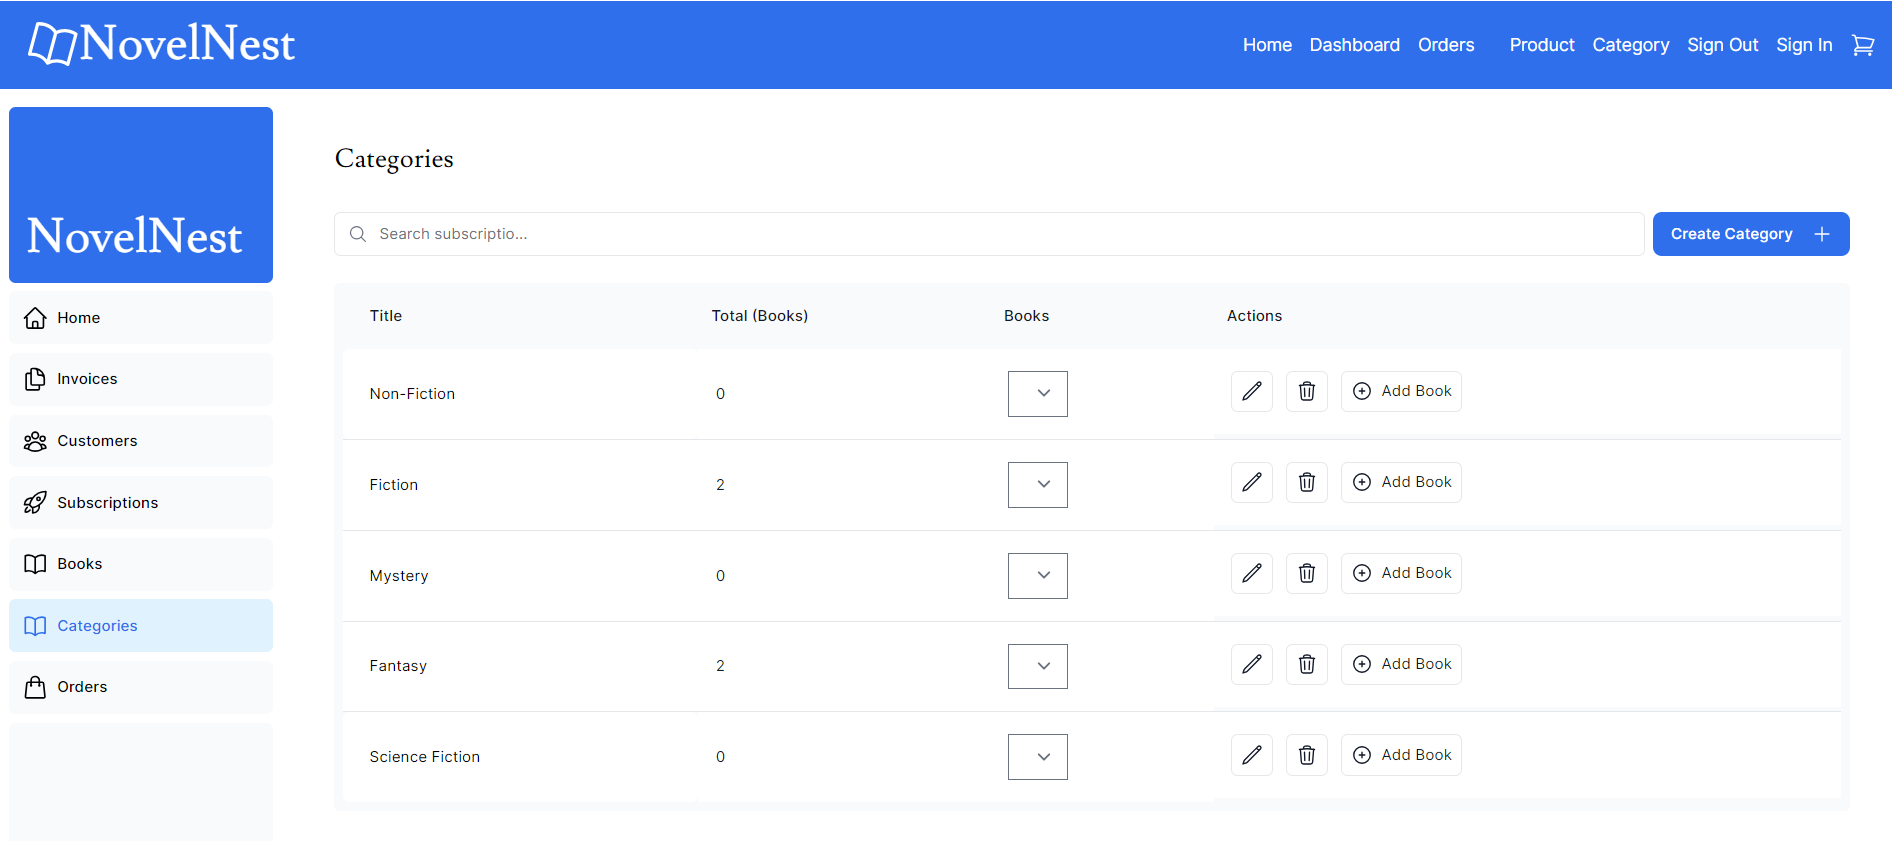 NovelNest
Home Dashboard Orders Product Category Sign Out Sign In
NovelNest
Home
Invoices
Customers
Subscriptions
Books
Categories
Orders
Categories
Search subscriptio...
Create Category
Title Total (Books) Books Actions
Non-Fiction 0 Add Book
Fiction 2 Add Book
Mystery 0 Add Book
Fantasy 2 Add Book
Science Fiction 0 Add Book